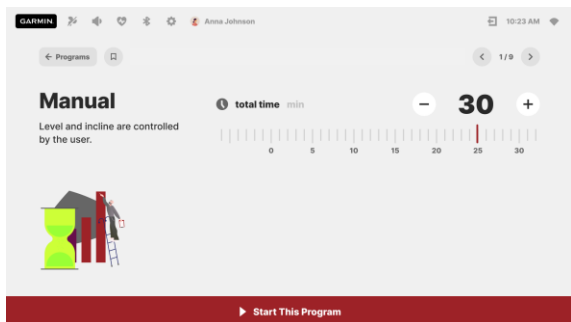 GARMIN Anna Johnson 10:23 AM
Programs 1/9
Manual
Level and incline are controlled
by the user.
total time min 30
0 5 10 15 20 25 30
Start This Program